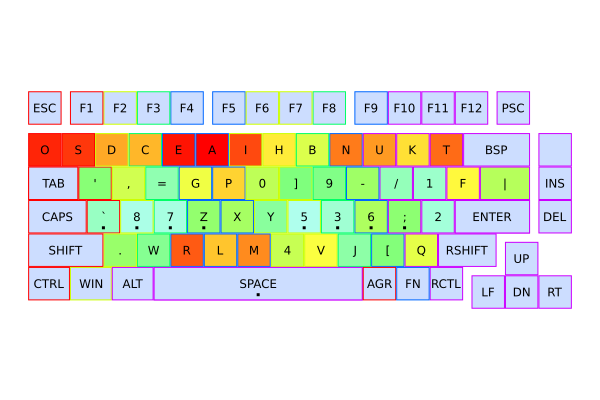 ESC F1 F2 F3 F4 F5 F6 F7 F8 F9 F10 F11 F12 PSC
O S D C E A I H B N U K T BSP
TAB ' , = G P 0 ] 9 - / 1 F | INS
CAPS ` 8 7 Z X Y 5 3 6 ; 2 ENTER DEL
SHIFT . W R L M 4 V J [ Q RSHIFT UP
CTRL WIN ALT SPACE AGR FN RCTL LF DN RT